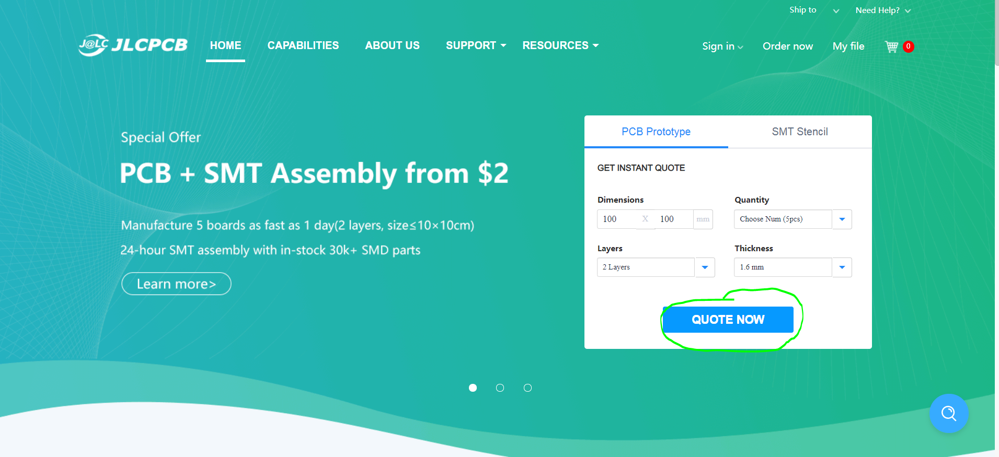 Ship to Need Help?
J@LC JLCPCB HOME CAPABILITIES ABOUT US SUPPORT RESOURCES Sign in Order now My file 0
Special Offer
PCB + SMT Assembly from $2
Manufacture 5 boards as fast as 1 day(2 layers, size≤10×10cm)
24-hour SMT assembly with in-stock 30k+ SMD parts
Learn more>
PCB Prototype SMT Stencil
GET INSTANT QUOTE
Dimensions Quantity
100 X 100 mm Choose Num (5pcs)
Layers Thickness
2 Layers 1.6 mm
QUOTE NOW